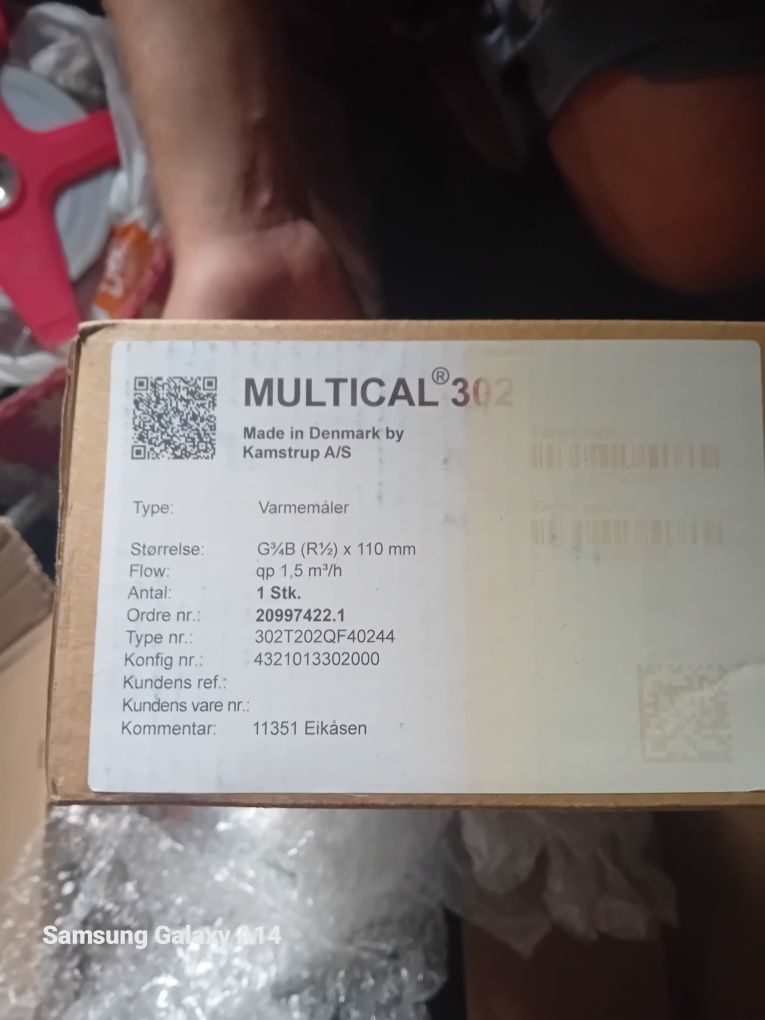 MULTICAL® 302
Made in Denmark by
Kamstrup A/S
Type: Varmemåler
Størrelse: G¾B (R½) x 110 mm
Flow: qp 1,5 m³/h
Antal: 1 Stk.
Ordre nr.: 20997422.1
Type nr.: 302T202QF40244
Konfig nr.: 4321013302000
Kundens ref.:
Kundens vare nr.:
Kommentar: 11351 Eikåsen
Samsung Galaxy A14